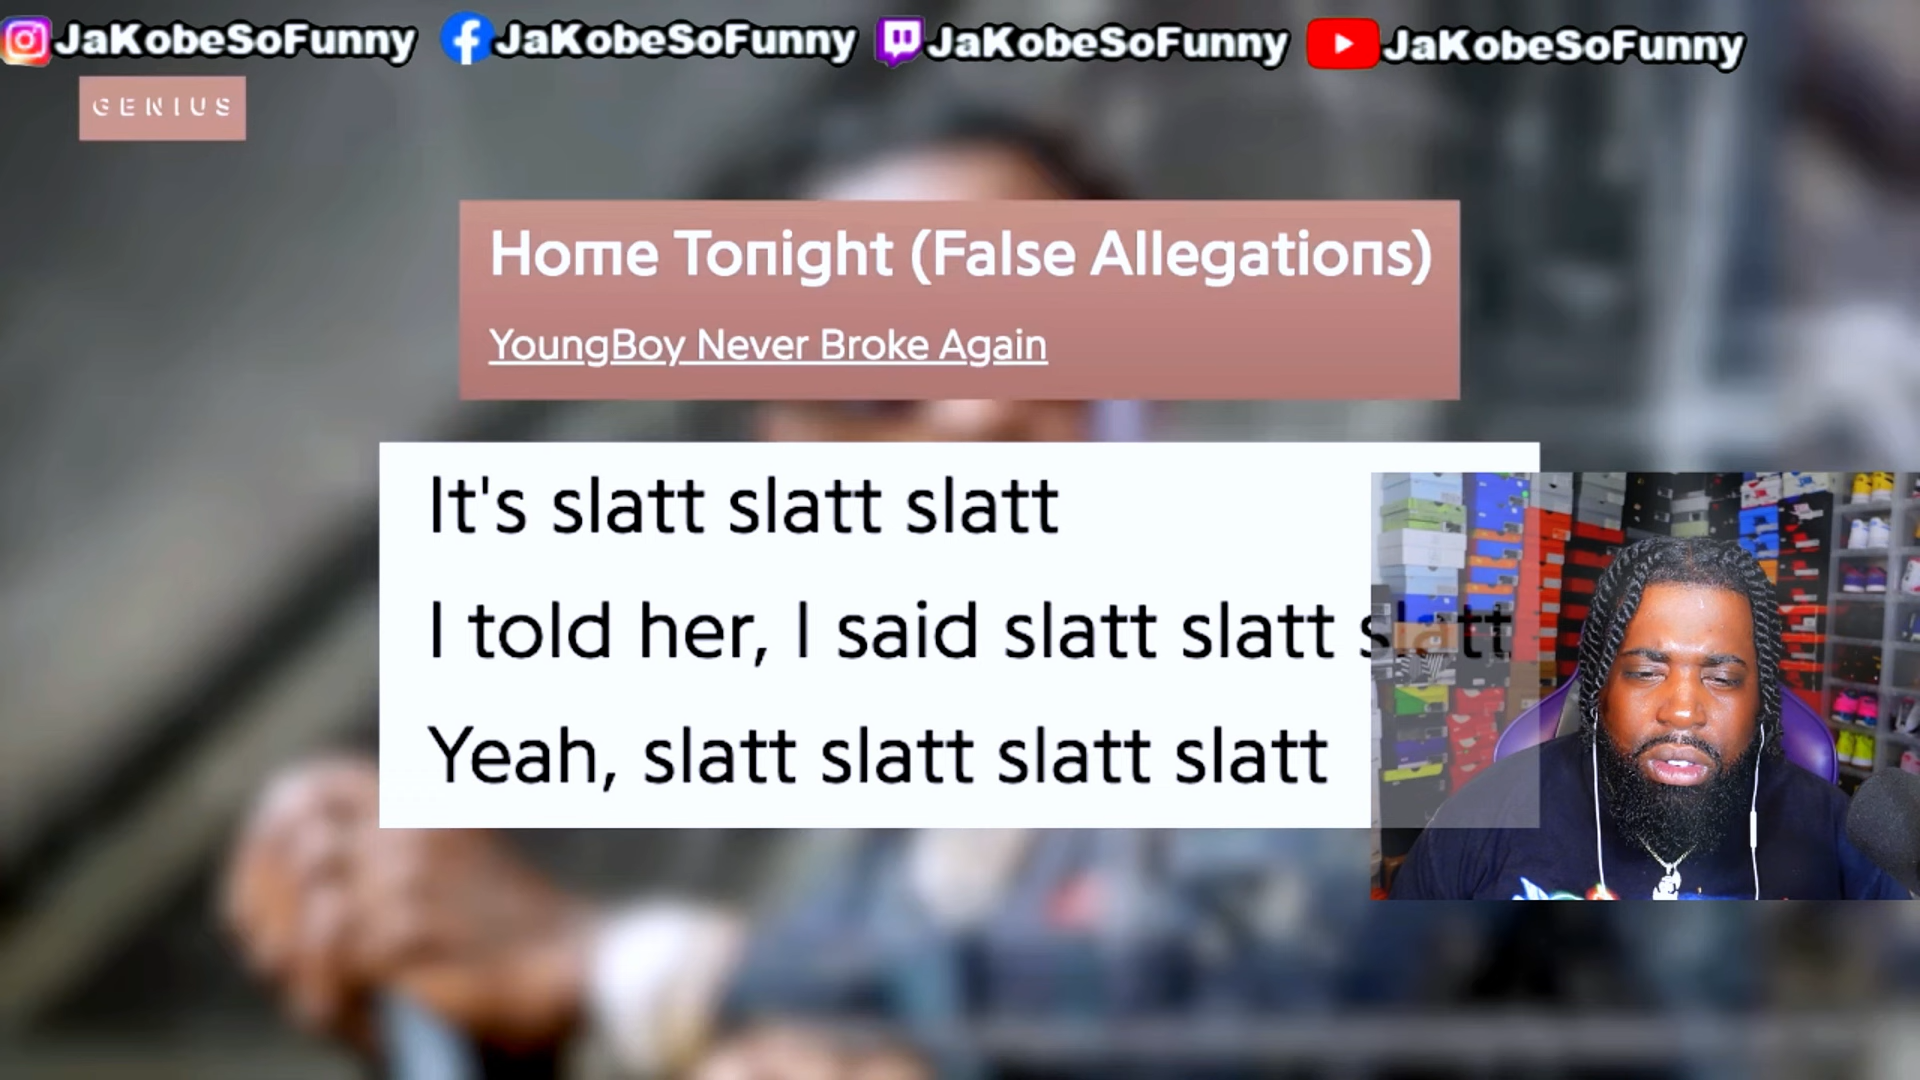 JaKobeSoFunny JaKobeSoFunny JaKobeSoFunny JaKobeSoFunny
GENIUS
Home Tonight (False Allegations)
YoungBoy Never Broke Again
It's slatt slatt slatt
I told her, I said slatt slatt slatt
Yeah, slatt slatt slatt slatt